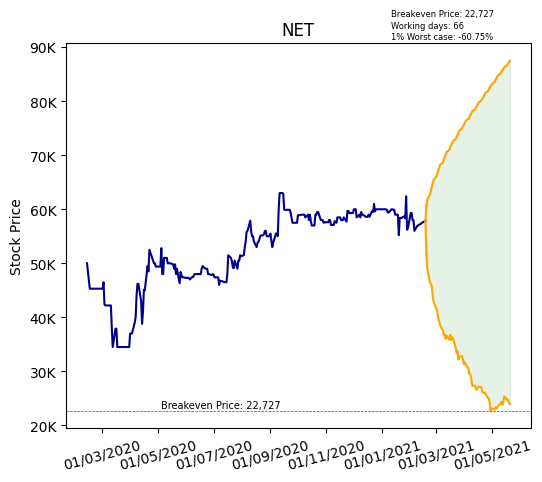 Breakeven Price: 22,727
Working days: 66
1% Worst case: -60.75%
NET
Stock Price
90K
80K
70K
60K
50K
40K
30K
20K
Breakeven Price: 22,727
01/03/2020
01/05/2020
01/07/2020
01/09/2020
01/11/2020
01/01/2021
01/03/2021
01/05/2021